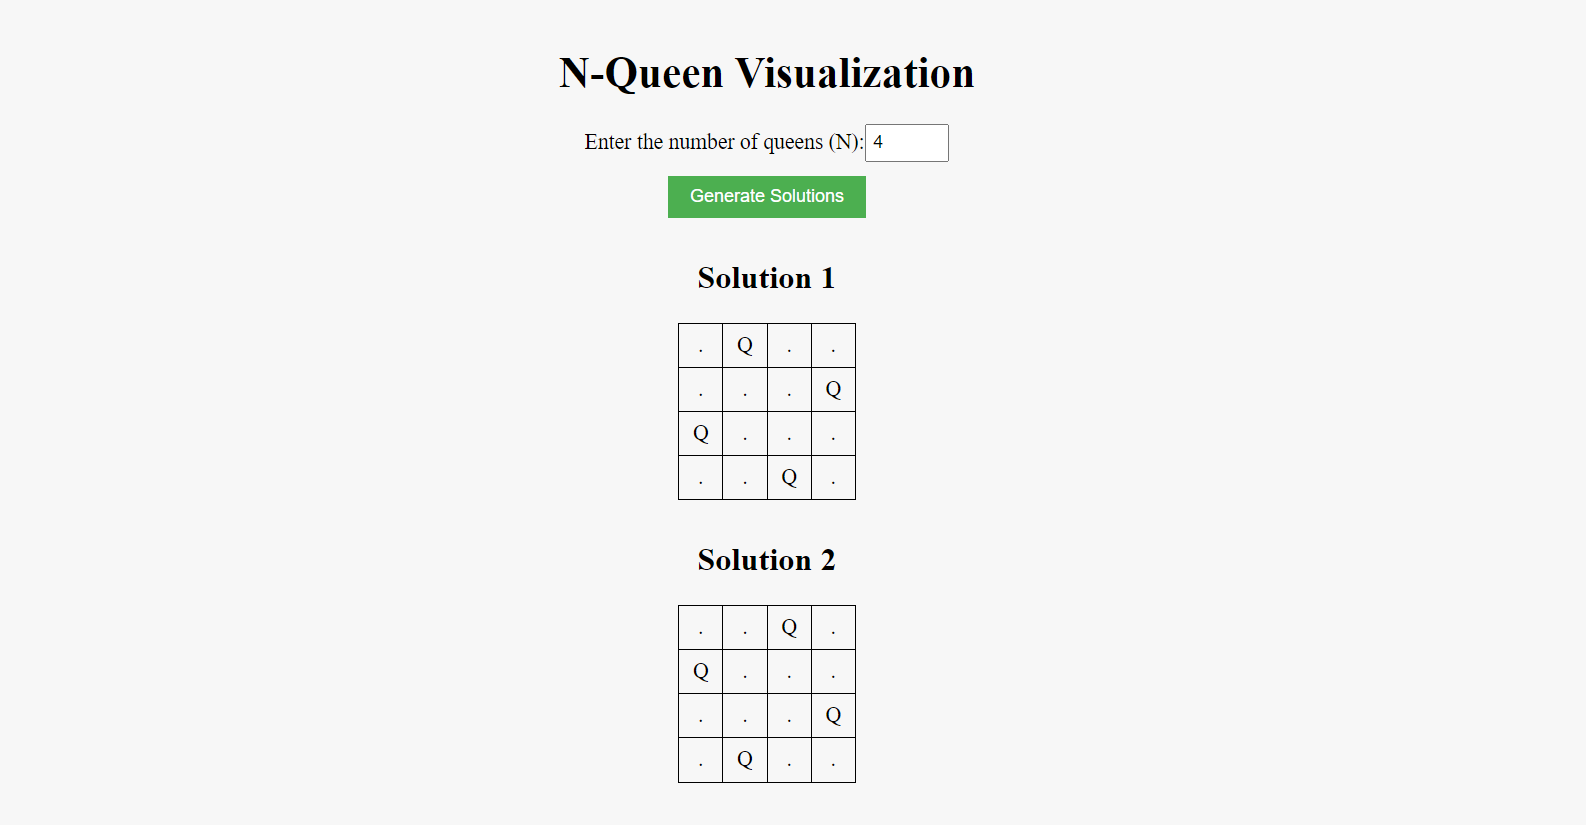 N-Queen Visualization
Enter the number of queens (N): 4
Generate Solutions
Solution 1
. Q . .
. . . Q
Q . . .
. . Q .
Solution 2
. . Q .
Q . . .
. . . Q
. Q . .